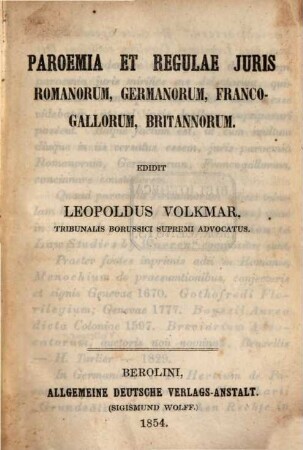 PAROEMIA ET REGULAE JURIS
ROMANORUM, GERMANORUM, FRANCO-
GALLORUM, BRITANNORUM.
EDIDIT
LEOPOLDUS VOLKMAR,
TRIBUNALIS BORUSSICI SUPREMI ADVOCATUS.
BEROLINI,
ALLGEMEINE DEUTSCHE VERLAGS-ANSTALT.
(SIGISMUND WOLFF.)
1854.